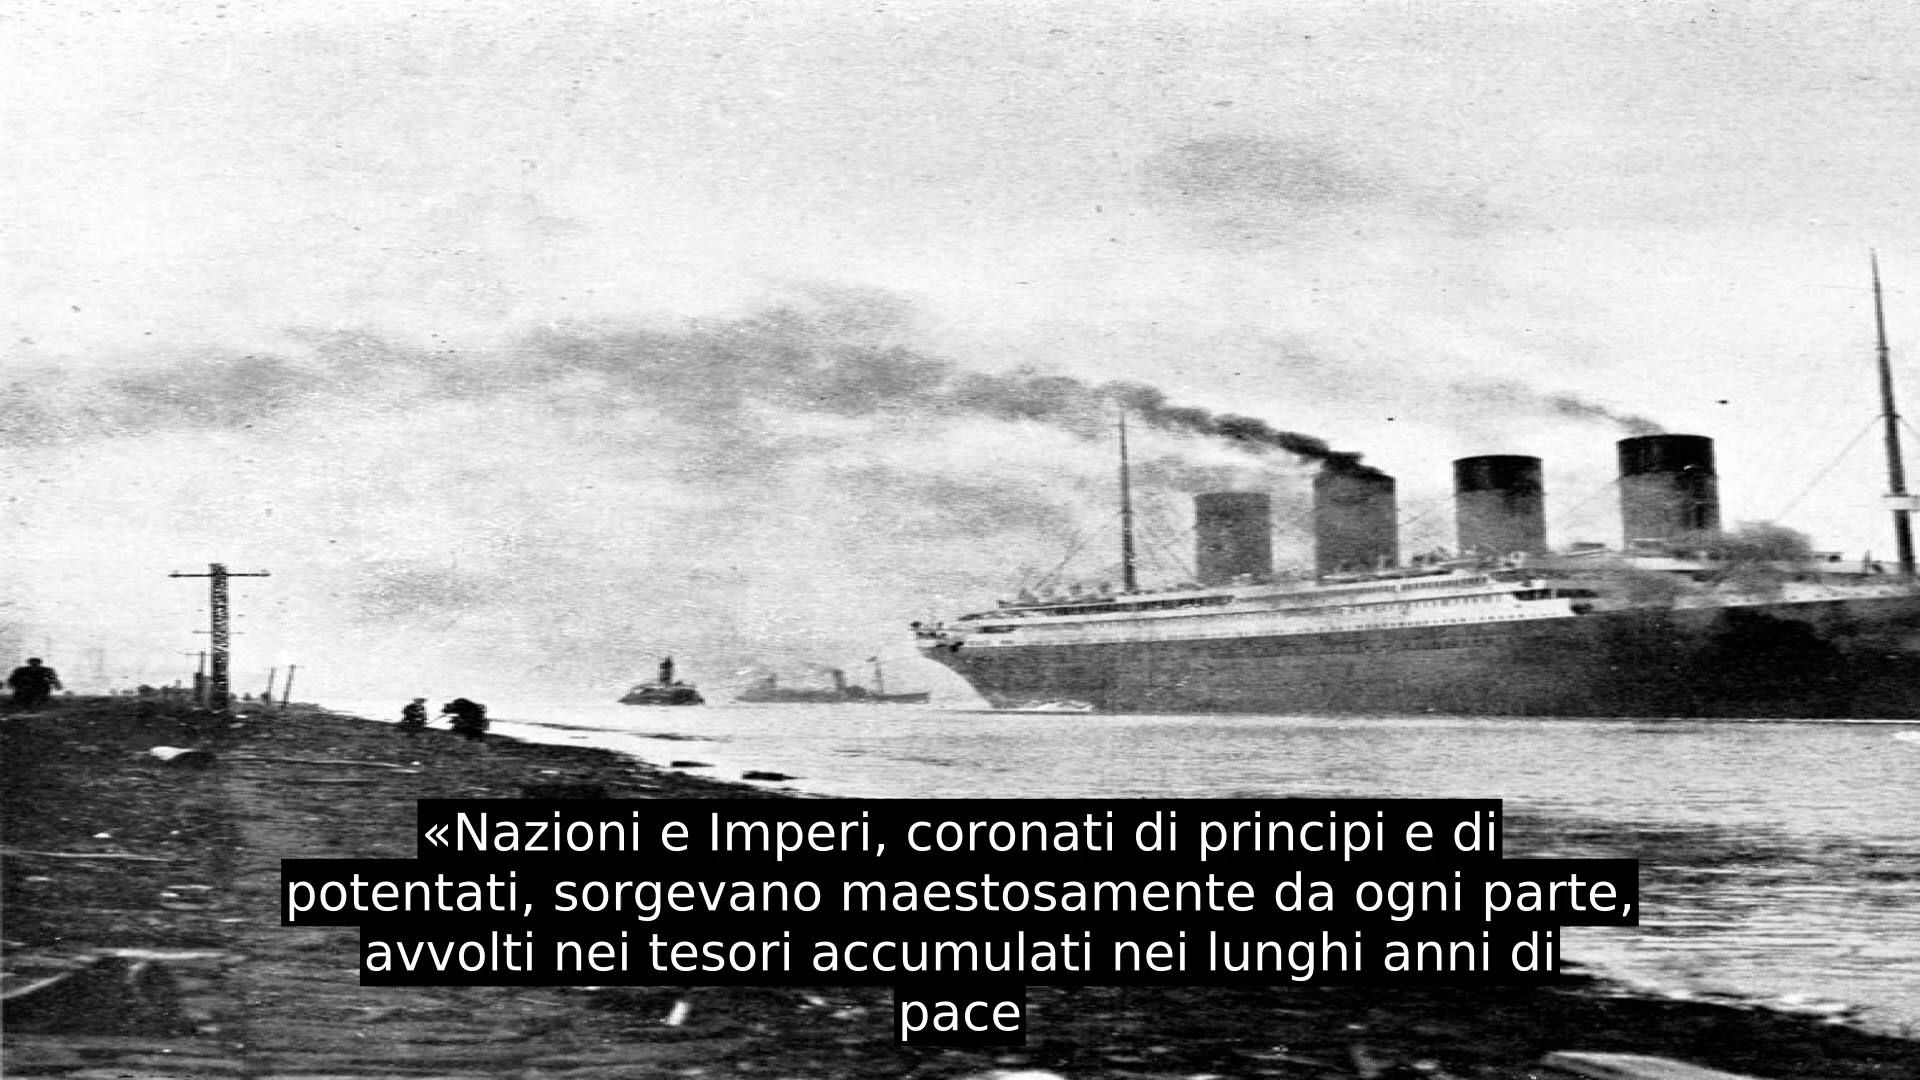 «Nazioni e Imperi, coronati di principi e di
potentati, sorgevano maestosamente da ogni parte,
avvolti nei tesori accumulati nei lunghi anni di
pace